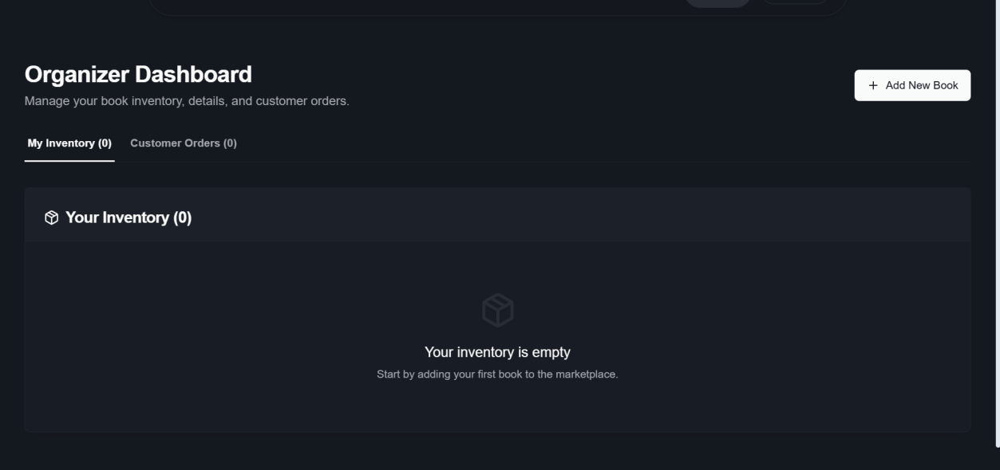 Organizer Dashboard
Manage your book inventory, details, and customer orders.
+ Add New Book
My Inventory (0)
Customer Orders (0)
Your Inventory (0)
Your inventory is empty
Start by adding your first book to the marketplace.